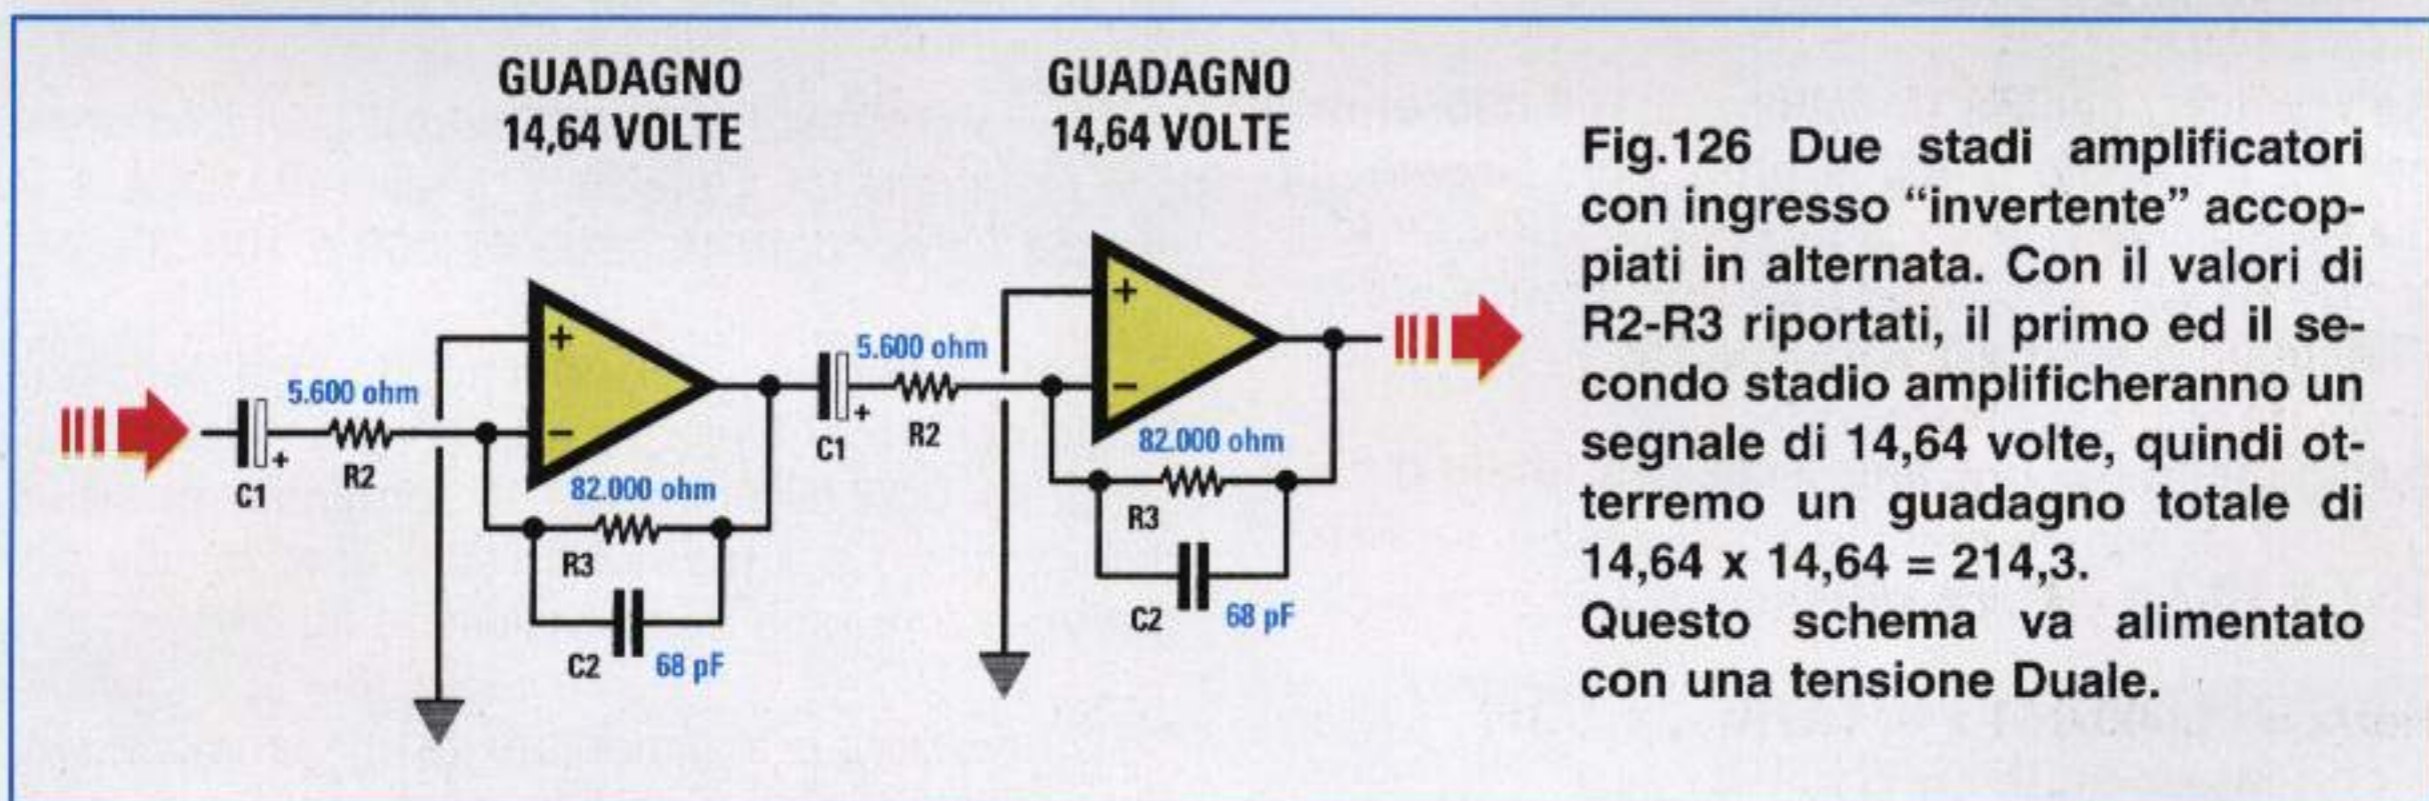 GUADAGNO
14,64 VOLTE
GUADAGNO
14,64 VOLTE
5.600 ohm
+
C1
R2
+
−
82.000 ohm
R3
C2
68 pF
5.600 ohm
+
C1
R2
+
−
82.000 ohm
R3
C2
68 pF
Fig.126 Due stadi amplificatori
con ingresso “invertente” accop-
piati in alternata. Con il valori di
R2-R3 riportati, il primo ed il se-
condo stadio amplificheranno un
segnale di 14,64 volte, quindi ot-
terremo un guadagno totale di
14,64 x 14,64 = 214,3.
Questo schema va alimentato
con una tensione Duale.